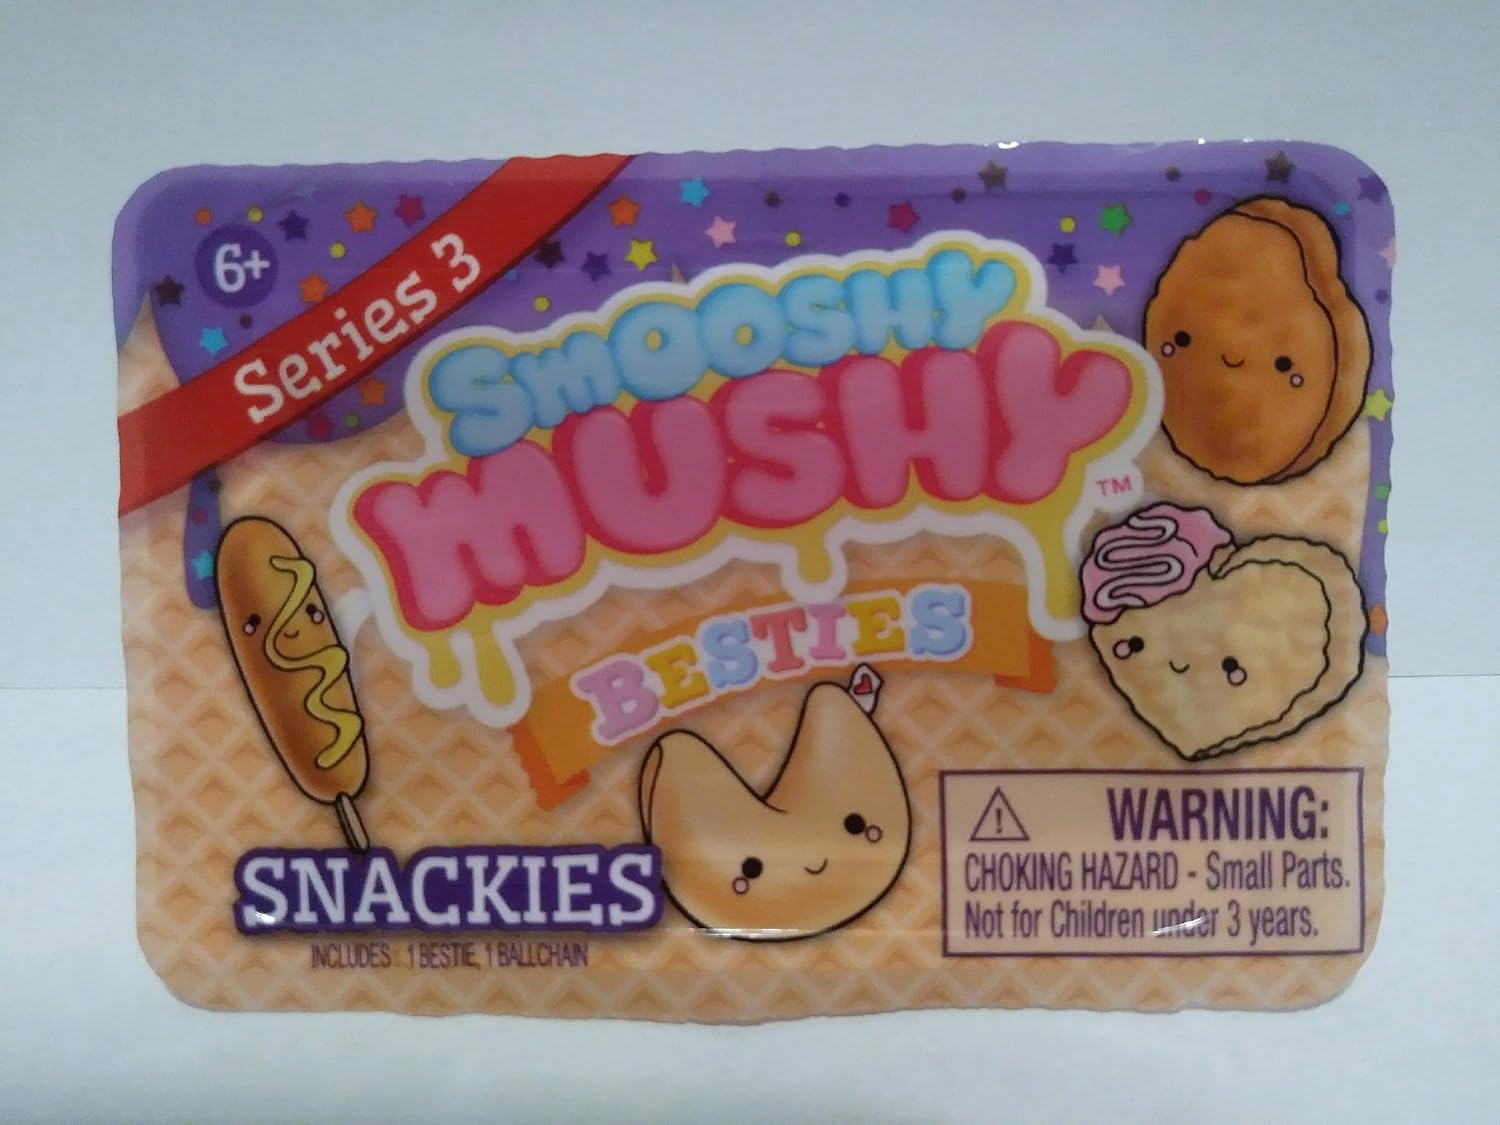 6+
Series 3
SMOOSHY
MUSHY
TM
BESTIES
SNACKIES
INCLUDES: 1 BESTIE, 1 BALLCHAIN
WARNING:
CHOKING HAZARD - Small Parts.
Not for Children under 3 years.